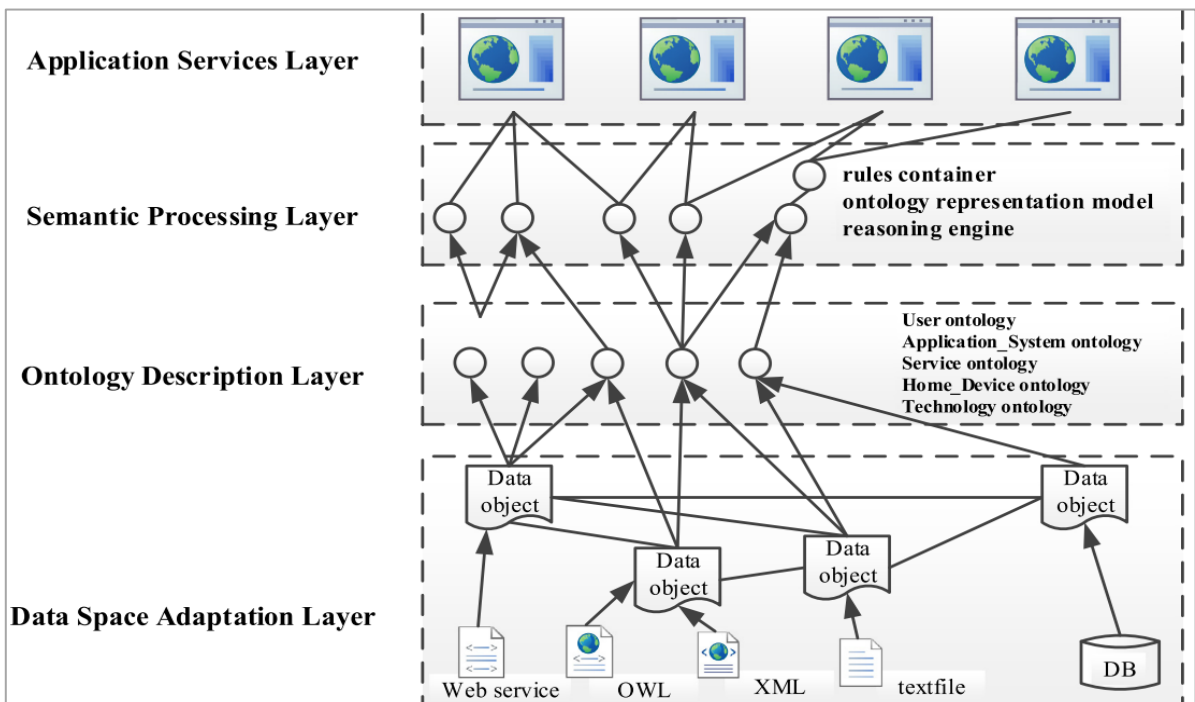 Application Services Layer
Semantic Processing Layer
rules container
ontology representation model
reasoning engine
Ontology Description Layer
User ontology
Application_System ontology
Service ontology
Home_Device ontology
Technology ontology
Data Space Adaptation Layer
Data
object
Data
object
Data
object
Data
object
Web service
OWL
XML
textfile
DB